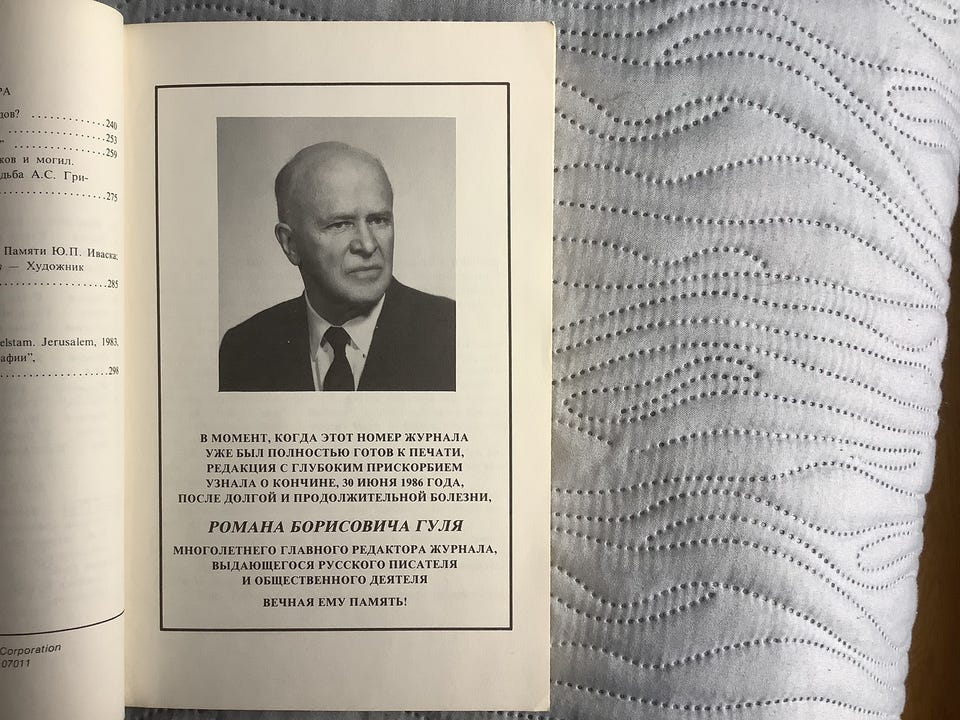 РА
дов? ..........240
..........253
” ..........259
ков и могил.
дьба А.С. Гри-
..........275
Памяти Ю.П. Иваска;
— Художник
..........285
elstam. Jerusalem, 1983.
афии”,
..........298
Corporation
07011
В МОМЕНТ, КОГДА ЭТОТ НОМЕР ЖУРНАЛА
УЖЕ БЫЛ ПОЛНОСТЬЮ ГОТОВ К ПЕЧАТИ,
РЕДАКЦИЯ С ГЛУБОКИМ ПРИСКОРБИЕМ
УЗНАЛА О КОНЧИНЕ, 30 ИЮНЯ 1986 ГОДА,
ПОСЛЕ ДОЛГОЙ И ПРОДОЛЖИТЕЛЬНОЙ БОЛЕЗНИ,
РОМАНА БОРИСОВИЧА ГУЛЯ
МНОГОЛЕТНЕГО ГЛАВНОГО РЕДАКТОРА ЖУРНАЛА,
ВЫДАЮЩЕГОСЯ РУССКОГО ПИСАТЕЛЯ
И ОБЩЕСТВЕННОГО ДЕЯТЕЛЯ
ВЕЧНАЯ ЕМУ ПАМЯТЬ!